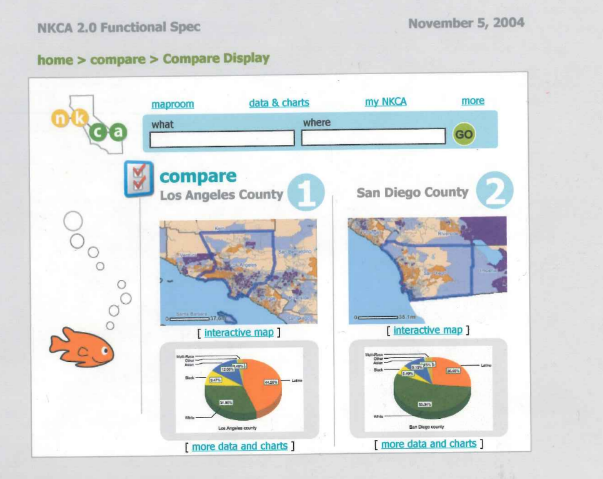 NKCA 2.0 Functional Spec
November 5, 2004
home > compare > Compare Display
n k c a
maproom
data & charts
my NKCA
more
what
where
GO
compare
Los Angeles County 1
San Diego County 2
[ interactive map ]
[ interactive map ]
Multi-Race
Other
Asian
Black
Latino
White
Los Angeles county
Multi-Race
Other
Asian
Black
Latino
White
San Diego county
[ more data and charts ]
[ more data and charts ]